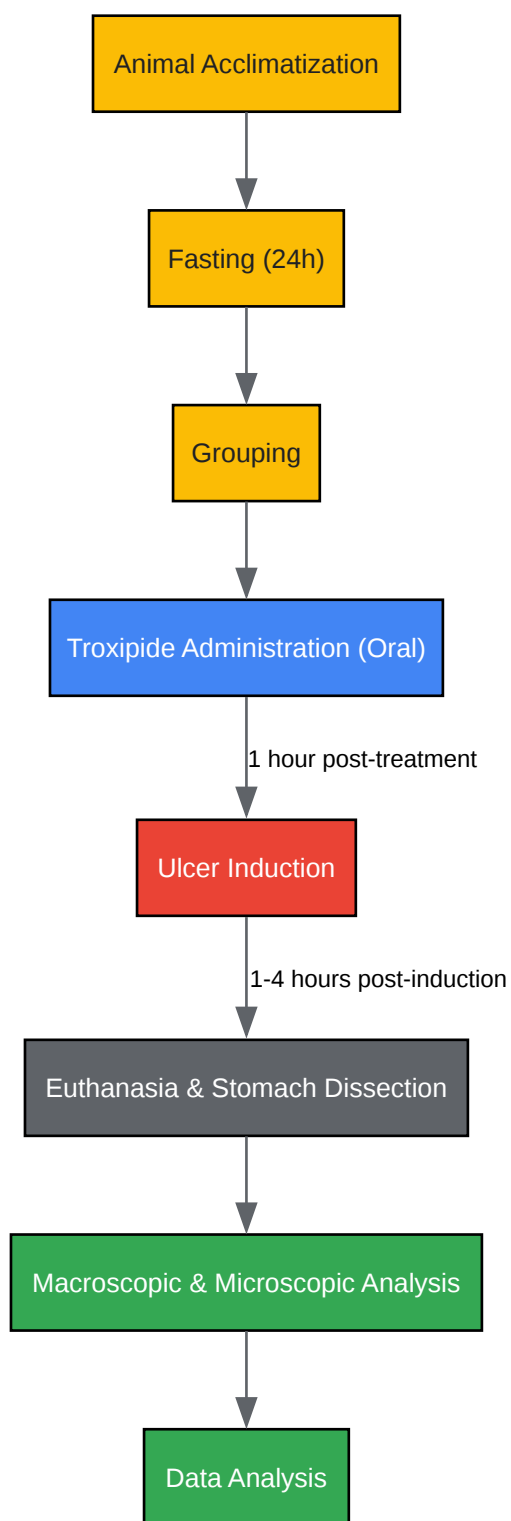 Animal Acclimatization
Fasting (24h)
Grouping
Troxipide Administration (Oral)
1 hour post-treatment
Ulcer Induction
1-4 hours post-induction
Euthanasia & Stomach Dissection
Macroscopic & Microscopic Analysis
Data Analysis